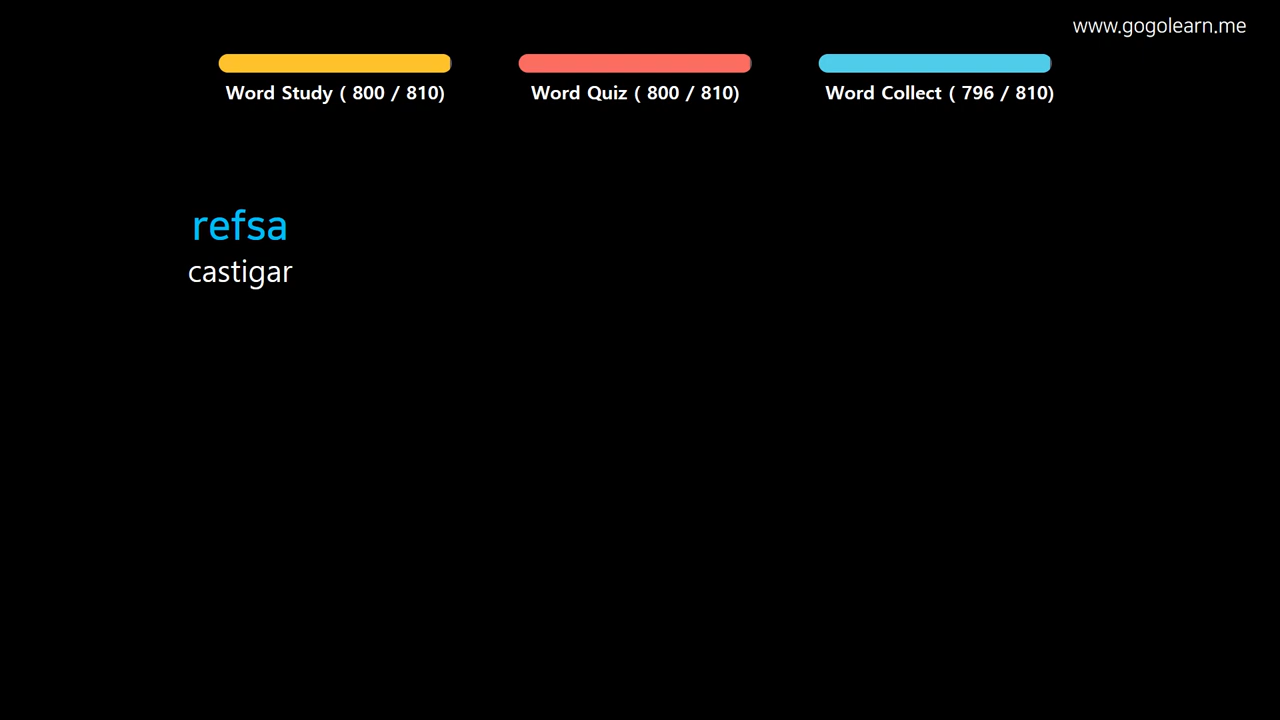 www.gogolearn.me
Word Study ( 800 / 810)
Word Quiz ( 800 / 810)
Word Collect ( 796 / 810)
refsa
castigar